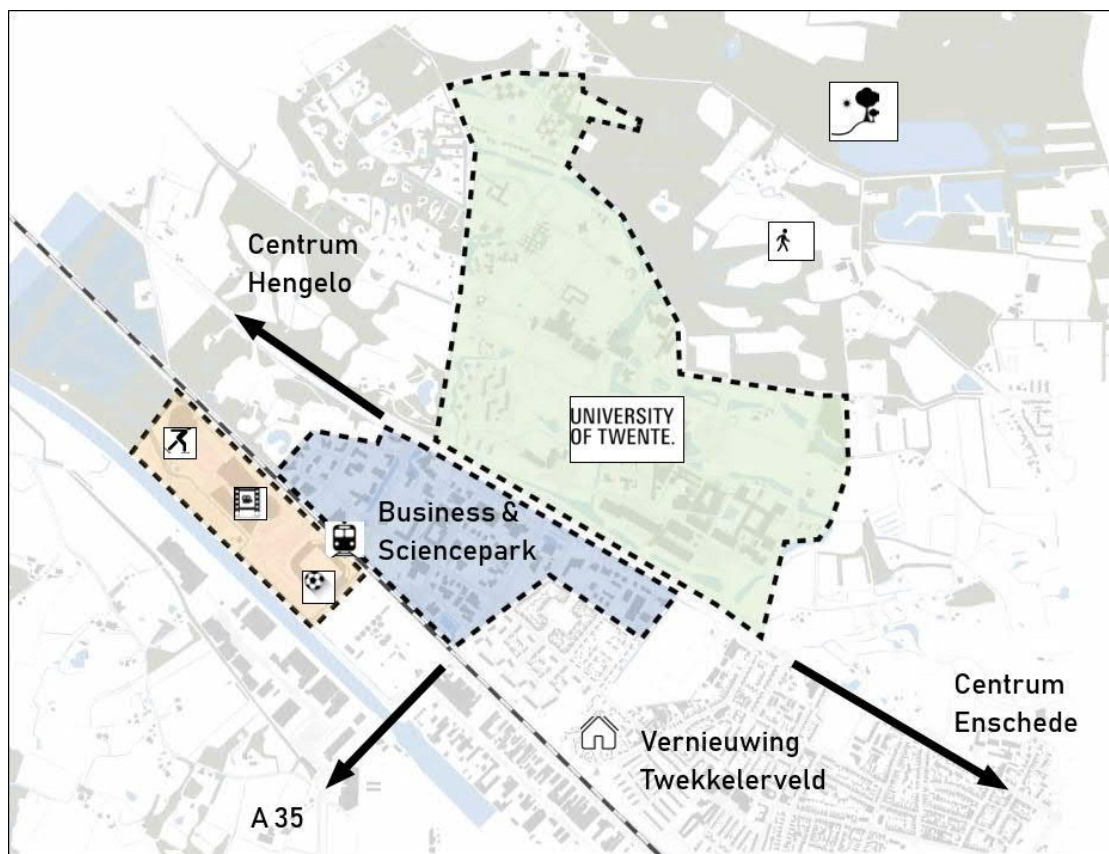 Centrum
Hengelo
UNIVERSITY
OF TWENTE.
Business &
Sciencepark
Centrum
Enschede
Vernieuwing
Twekkelerveld
A 35